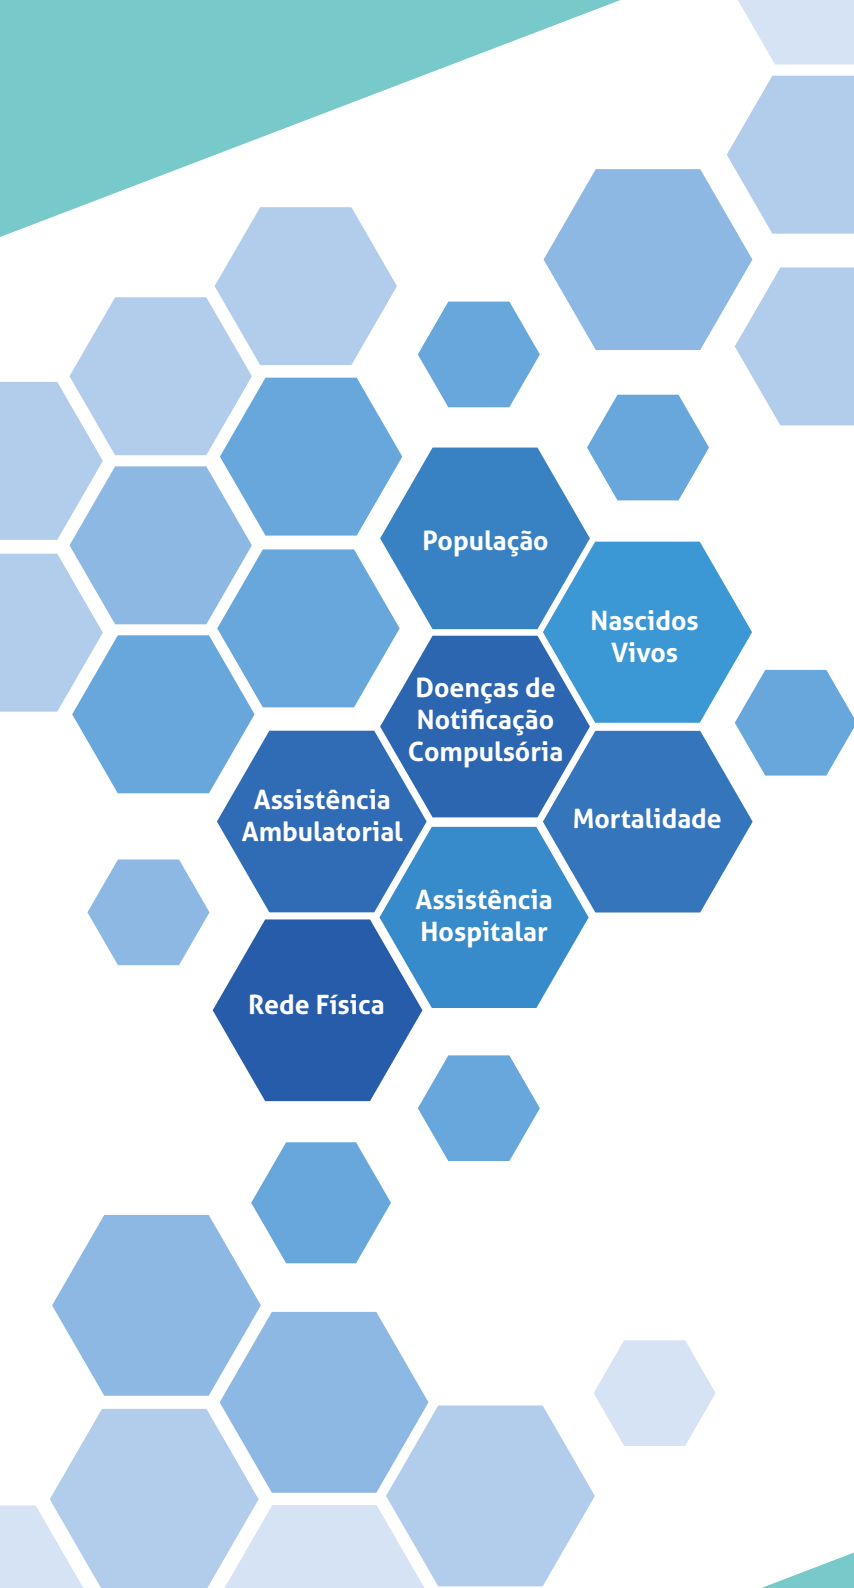 População
Nascidos
Vivos
Doenças de
Notificação
Compulsória
Assistência
Ambulatorial
Mortalidade
Assistência
Hospitalar
Rede Física